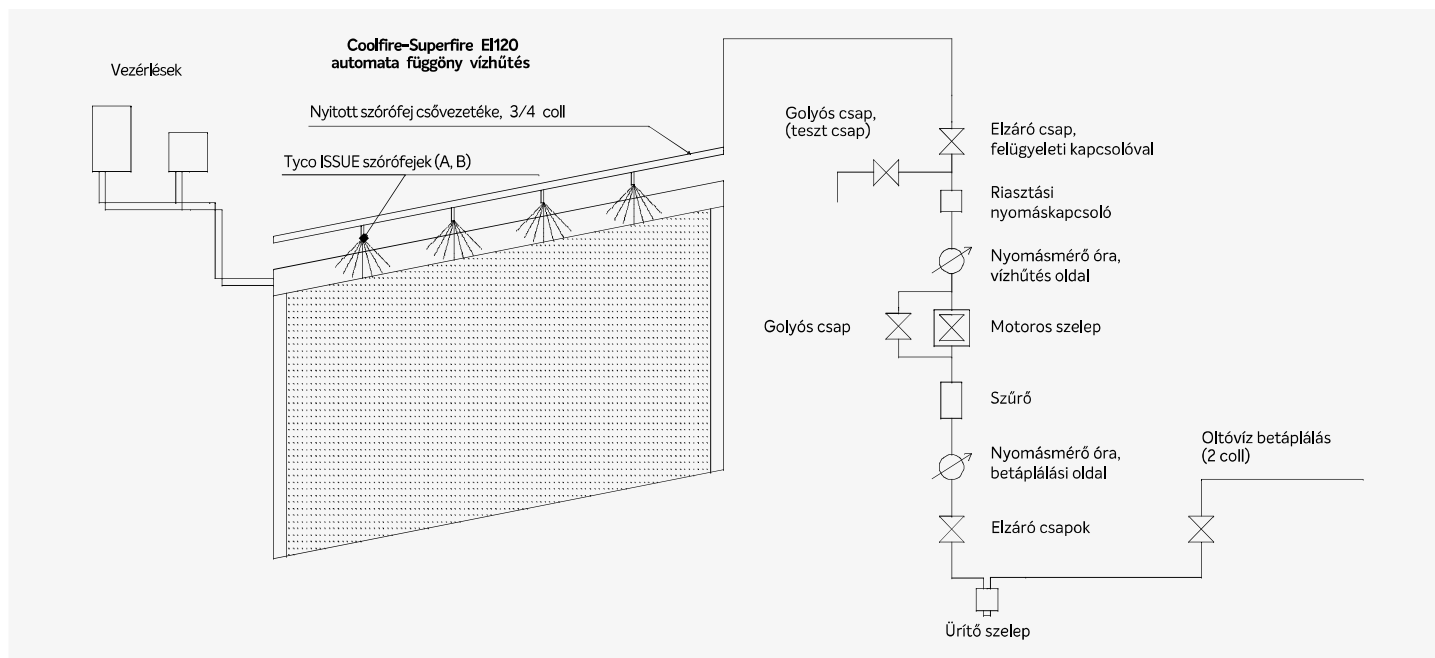 Coolfire-Superfire EI120
automata függöny vízhűtés
Vezérlések
Nyitott szórófej csővezetéke, 3/4 coll
Tyco ISSUE szórófejek (A, B)
Golyós csap,
(teszt csap)
Elzáró csap,
felügyeleti kapcsolóval
Riasztási
nyomáskapcsoló
Nyomásmérő óra,
vízhűtés oldal
Golyós csap
Motoros szelep
Szűrő
Nyomásmérő óra,
betáplálási oldal
Oltóvíz betáplálás
(2 coll)
Elzáró csapok
Ürítő szelep